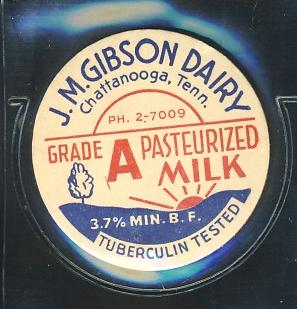 J. M. GIBSON DAIRY
Chattanooga, Tenn.
PH. 2-7009
GRADE A PASTEURIZED
MILK
3.7% MIN. B. F.
TUBERCULIN TESTED